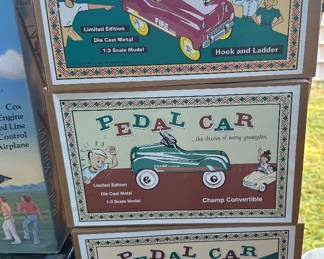 Limited Edition
Die Cast Metal
1:3 Scale Model
FIRE
Hook and Ladder
Cox
Engine
Line
Control
Airplane
PEDAL CAR
...the dream of every youngster.
Limited Edition
Die Cast Metal
1:3 Scale Model
Champ Convertible
PEDAL CAR